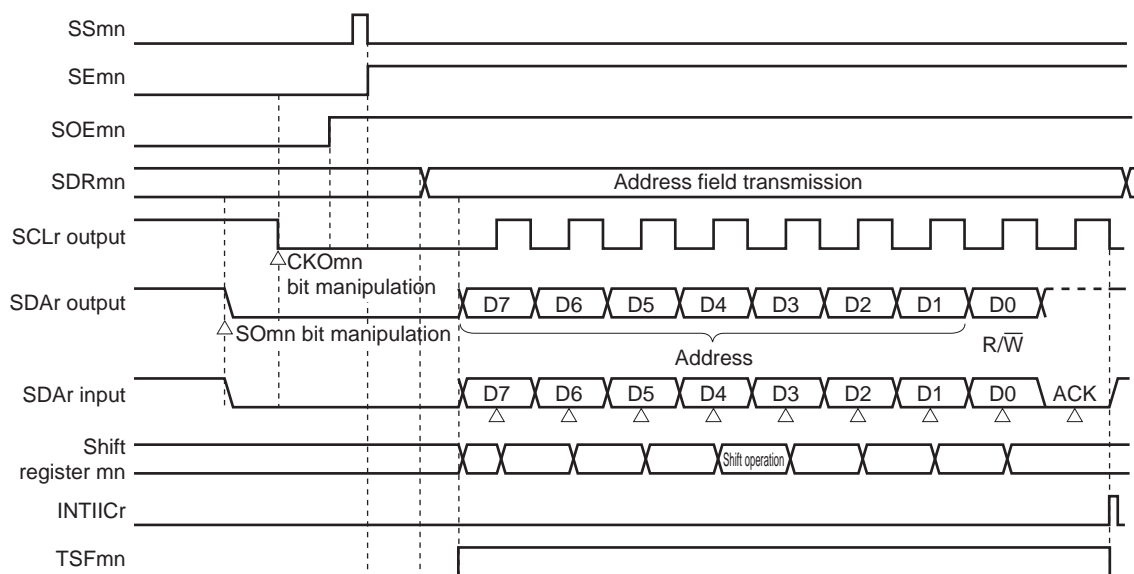 SSmn
SEmn
SOEmn
SDRmn
Address field transmission
SCLr output
CKOmn
bit manipulation
SDAr output
D7 D6 D5 D4 D3 D2 D1 D0
SOmn bit manipulation
Address
R/W̅
SDAr input
D7 D6 D5 D4 D3 D2 D1 D0 ACK
Shift
register mn
Shift operation
INTIICr
TSFmn